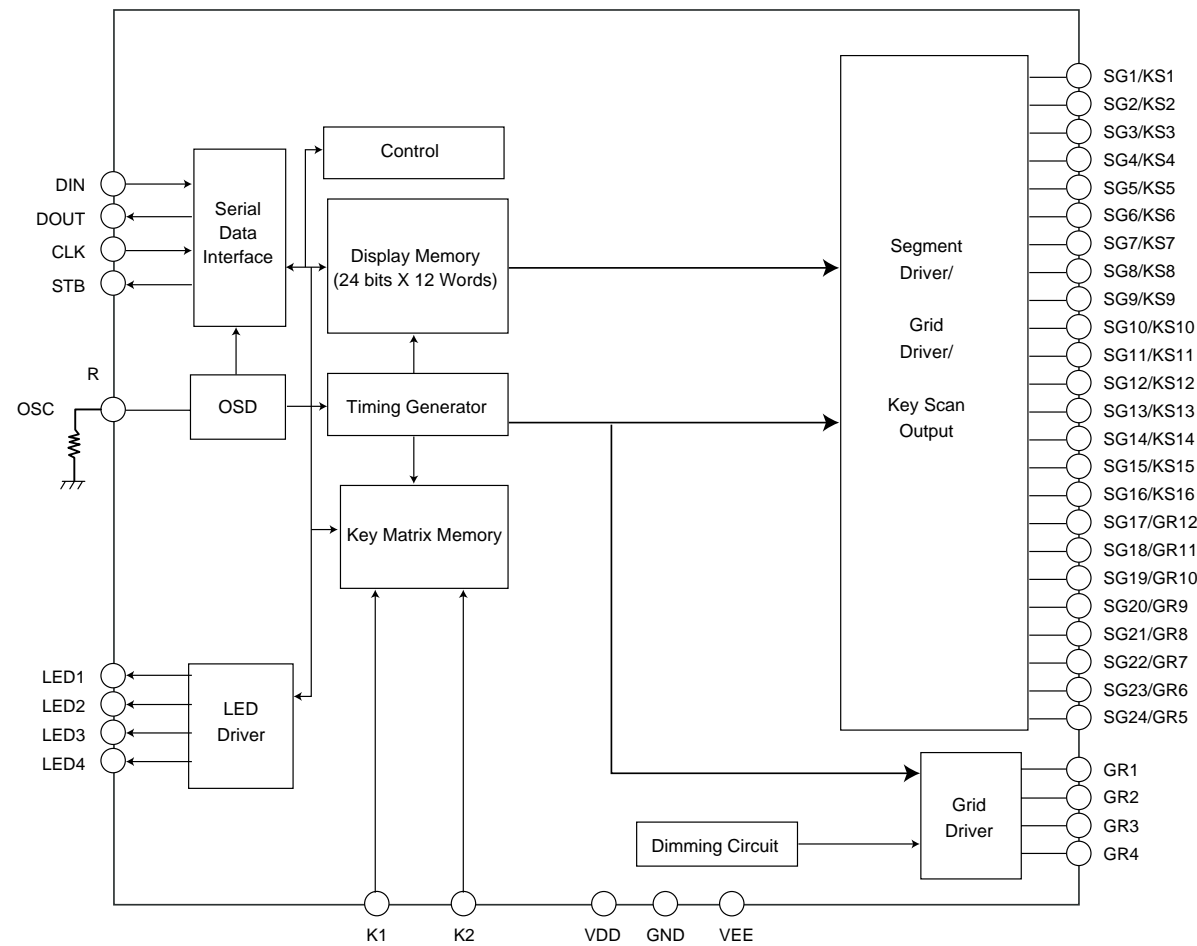 Control
DIN
DOUT
CLK
STB
Serial
Data
Interface
Display Memory
(24 bits X 12 Words)
R
OSC
OSD
Timing Generator
Key Matrix Memory
LED1
LED2
LED3
LED4
LED
Driver
Segment
Driver/
Grid
Driver/
Key Scan
Output
SG1/KS1
SG2/KS2
SG3/KS3
SG4/KS4
SG5/KS5
SG6/KS6
SG7/KS7
SG8/KS8
SG9/KS9
SG10/KS10
SG11/KS11
SG12/KS12
SG13/KS13
SG14/KS14
SG15/KS15
SG16/KS16
SG17/GR12
SG18/GR11
SG19/GR10
SG20/GR9
SG21/GR8
SG22/GR7
SG23/GR6
SG24/GR5
Grid
Driver
GR1
GR2
GR3
GR4
Dimming Circuit
K1
K2
VDD
GND
VEE